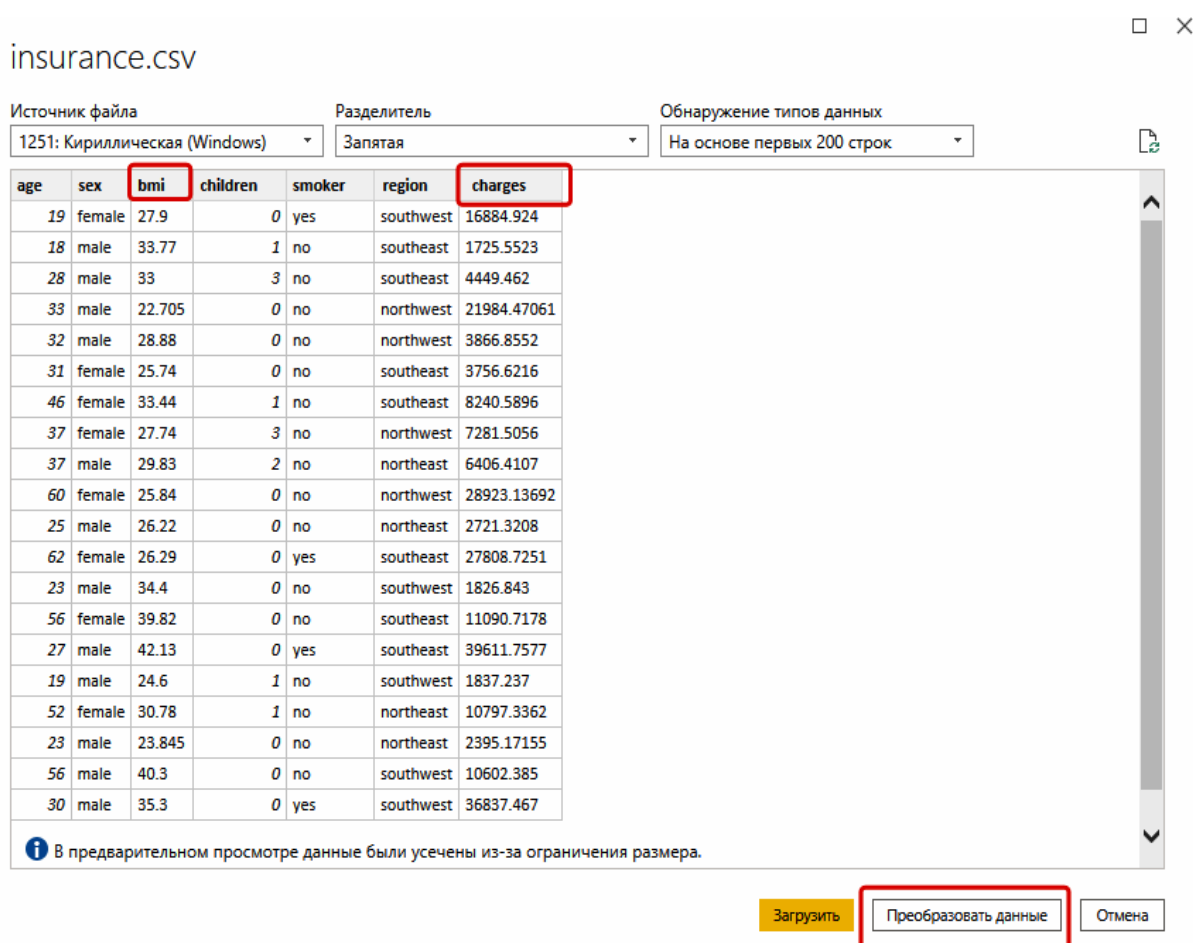 insurance.csv
Источник файла Разделитель Обнаружение типов данных
1251: Кириллическая (Windows) Запятая На основе первых 200 строк
age sex bmi children smoker region charges
19 female 27.9 0 yes southwest 16884.924
18 male 33.77 1 no southeast 1725.5523
28 male 33 3 no southeast 4449.462
33 male 22.705 0 no northwest 21984.47061
32 male 28.88 0 no northwest 3866.8552
31 female 25.74 0 no southeast 3756.6216
46 female 33.44 1 no southeast 8240.5896
37 female 27.74 3 no northwest 7281.5056
37 male 29.83 2 no northeast 6406.4107
60 female 25.84 0 no northwest 28923.13692
25 male 26.22 0 no northeast 2721.3208
62 female 26.29 0 yes southeast 27808.7251
23 male 34.4 0 no southwest 1826.843
56 female 39.82 0 no southeast 11090.7178
27 male 42.13 0 yes southeast 39611.7577
19 male 24.6 1 no southwest 1837.237
52 female 30.78 1 no northeast 10797.3362
23 male 23.845 0 no northeast 2395.17155
56 male 40.3 0 no southwest 10602.385
30 male 35.3 0 yes southwest 36837.467
В предварительном просмотре данные были усечены из-за ограничения размера.
Загрузить Преобразовать данные Отмена